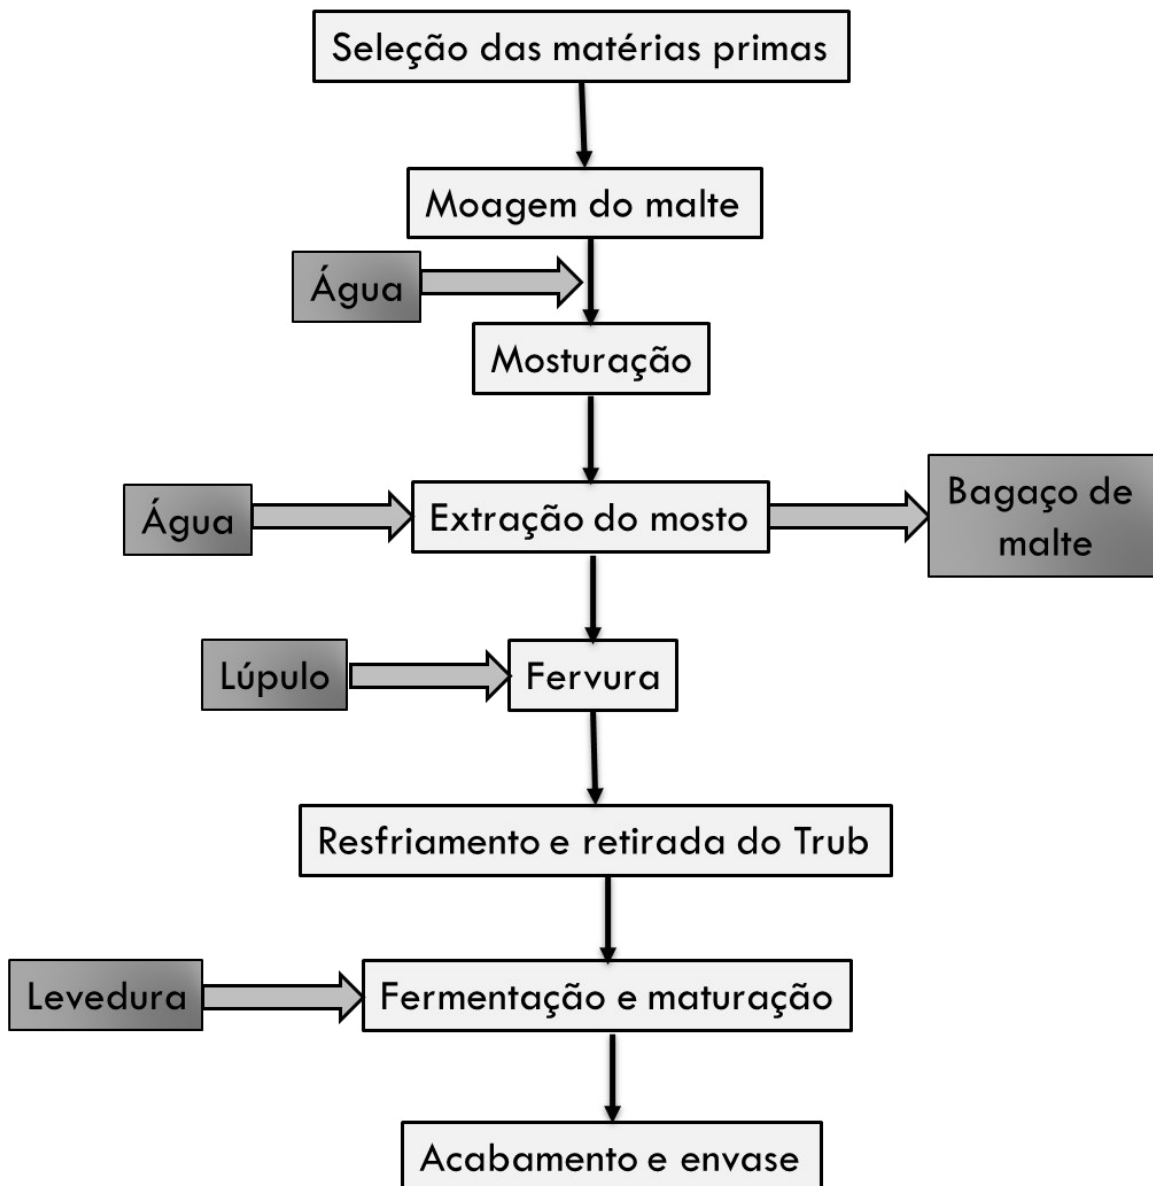 Seleção das matérias primas
Moagem do malte
Água
Mosturação
Água
Extração do mosto
Bagaço de
malte
Lúpulo
Fervura
Resfriamento e retirada do Trub
Levedura
Fermentação e maturação
Acabamento e envase